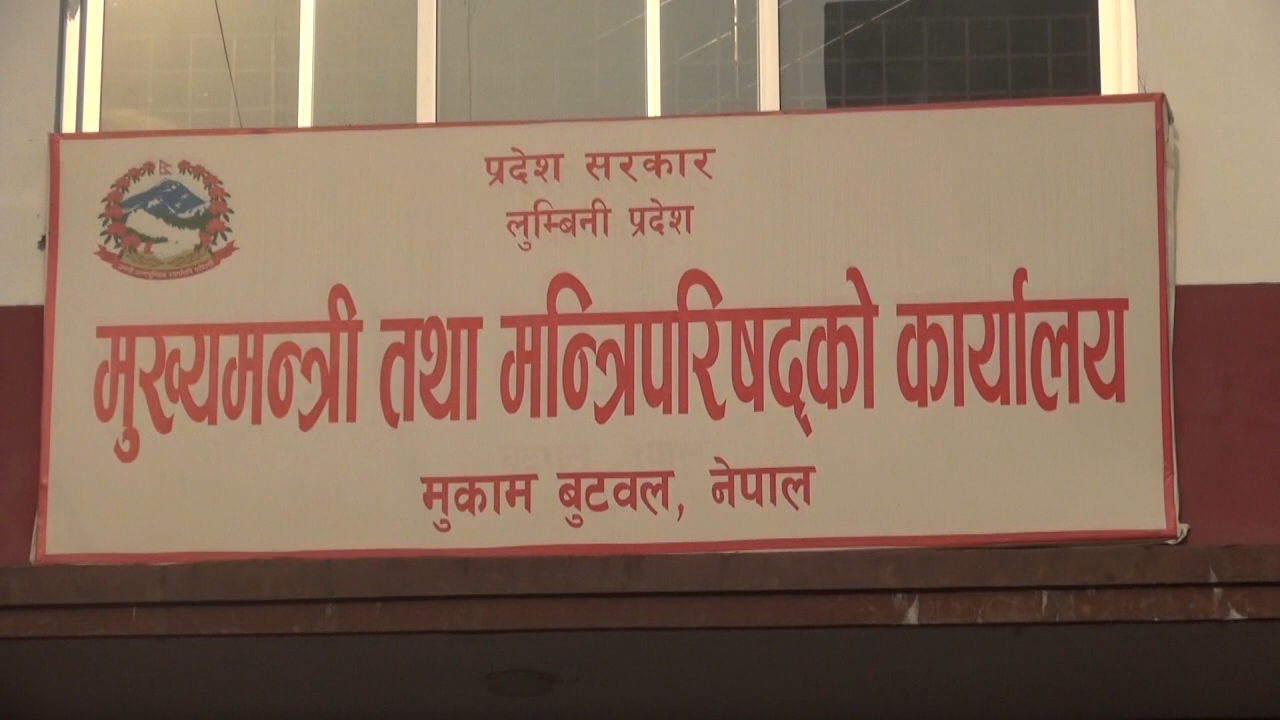 प्रदेश सरकार
लुम्बिनी प्रदेश
मुख्यमन्त्री तथा मन्त्रिपरिषद्को कार्यालय
मुकाम बुटवल, नेपाल